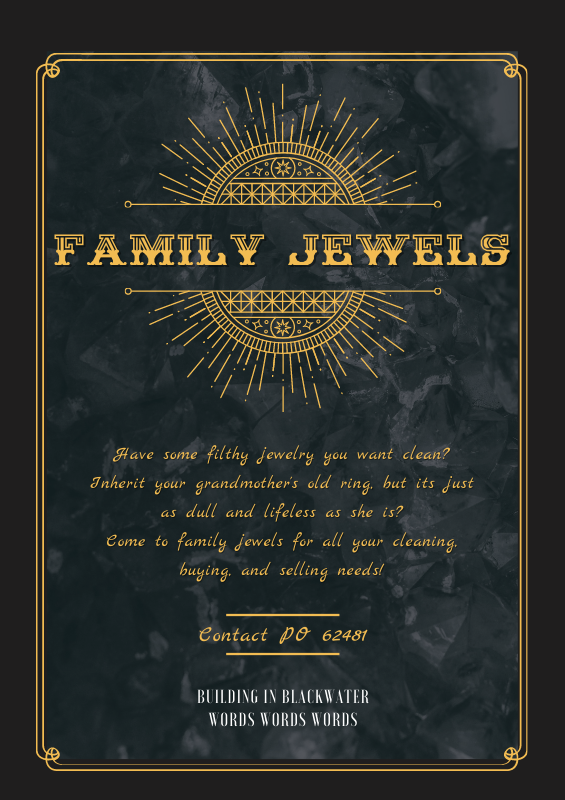 FAMILY JEWELS
Have some filthy jewelry you want clean?
Inherit your grandmother's old ring, but its just
as dull and lifeless as she is?
Come to family jewels for all your cleaning,
buying, and selling needs!
Contact PO 62481
BUILDING IN BLACKWATER
WORDS WORDS WORDS